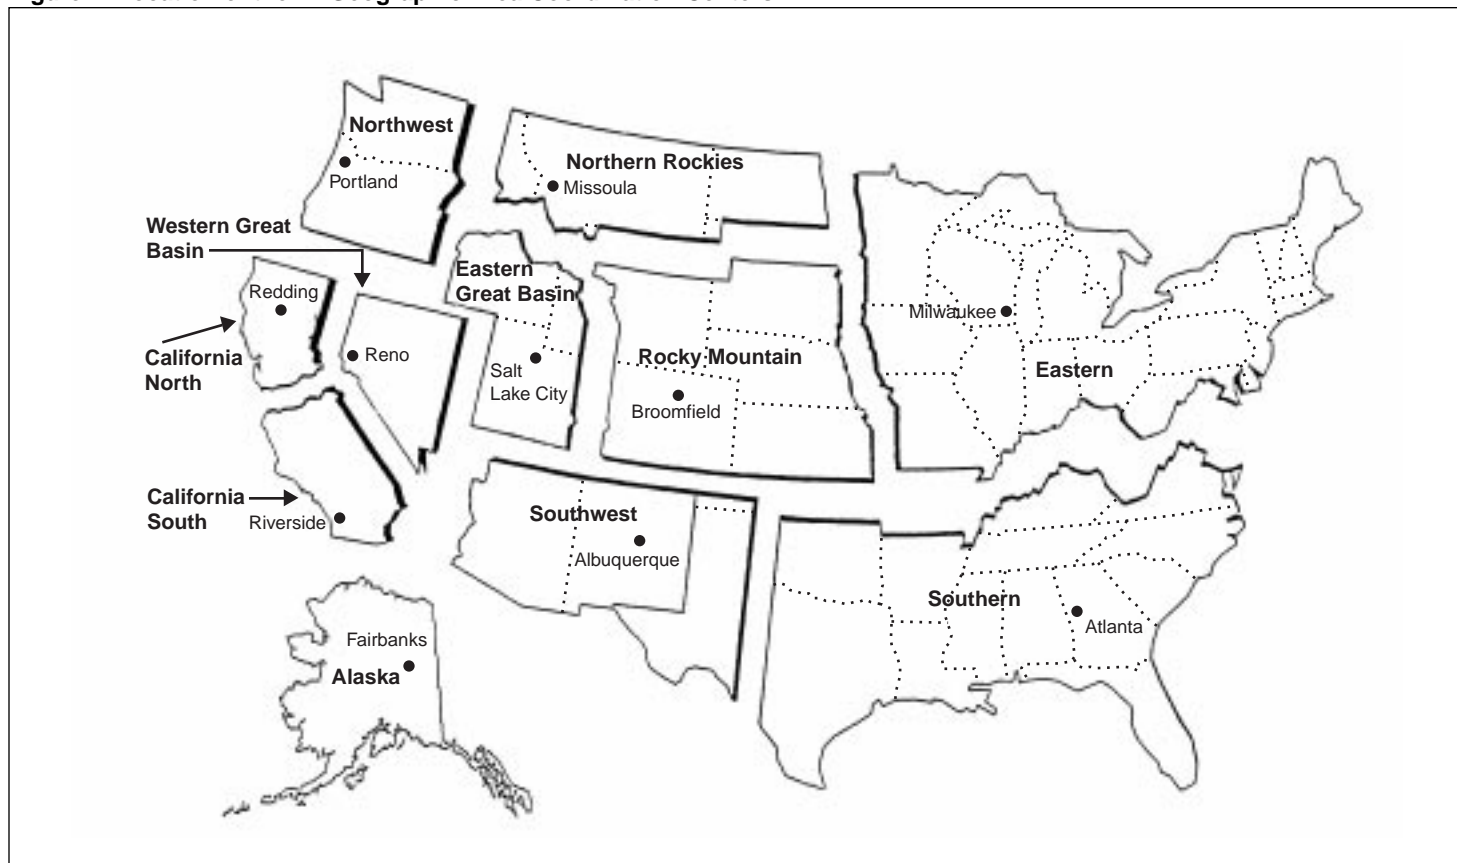 Northwest
Portland
Northern Rockies
Missoula
Western Great
Basin
Eastern
Great Basin
Redding
California
North
Reno
Salt
Lake City
Rocky Mountain
Broomfield
Milwaukee
Eastern
California
South
Riverside
Southwest
Albuquerque
Southern
Atlanta
Fairbanks
Alaska